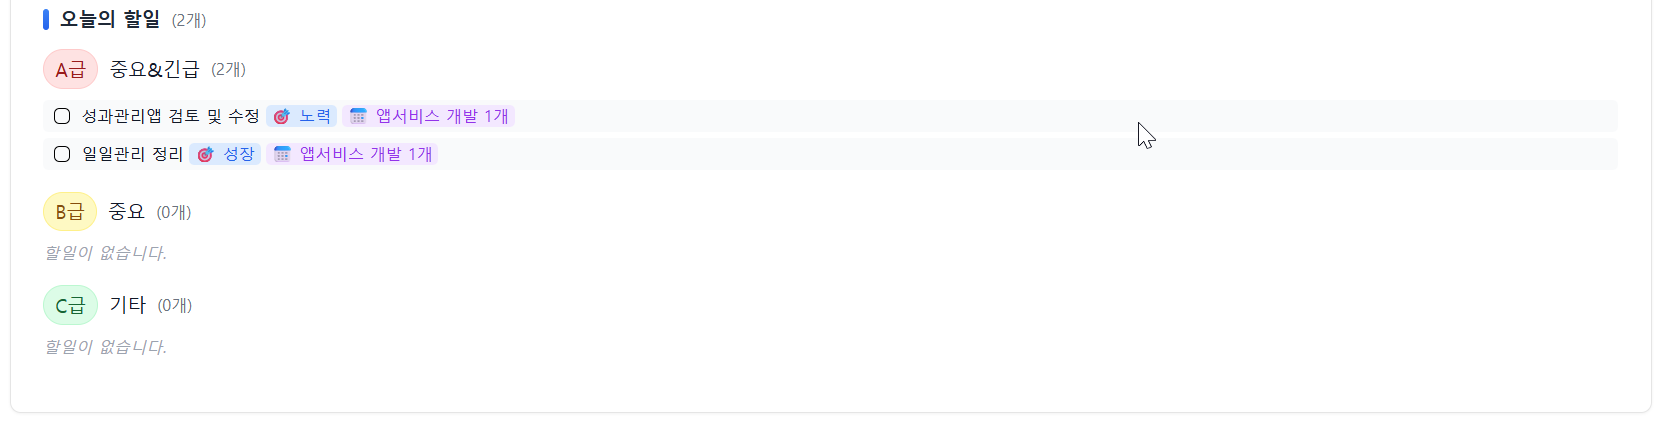 오늘의 할일 (2개)
A급 중요&긴급 (2개)
성과관리앱 검토 및 수정 노력 앱서비스 개발 1개
일일관리 정리 성장 앱서비스 개발 1개
B급 중요 (0개)
할일이 없습니다.
C급 기타 (0개)
할일이 없습니다.